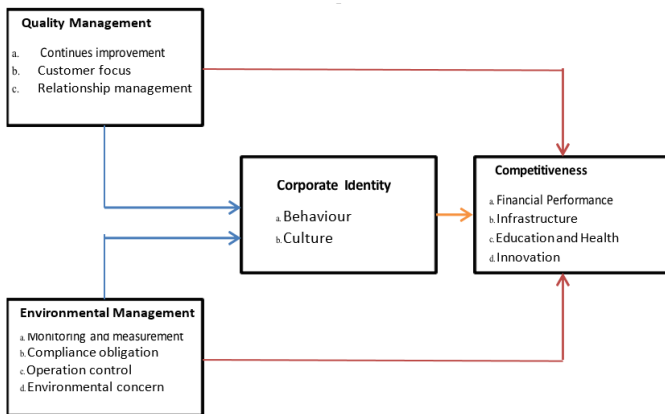 Quality Management
a. Continues improvement
b. Customer focus
c. Relationship management
Corporate Identity
a. Behaviour
b. Culture
Competitiveness
a. Financial Performance
b. Infrastructure
c. Education and Health
d. Innovation
Environmental Management
a. Monitoring and measurement
b. Compliance obligation
c. Operation control
d. Environmental concern